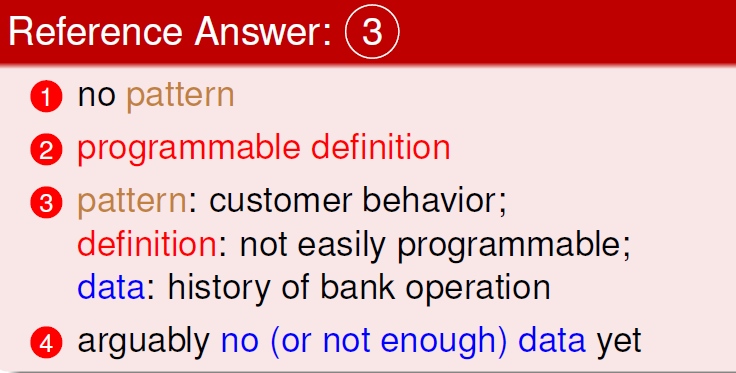 Reference Answer: 3
1 no pattern
2 programmable definition
3 pattern: customer behavior;
definition: not easily programmable;
data: history of bank operation
4 arguably no (or not enough) data yet